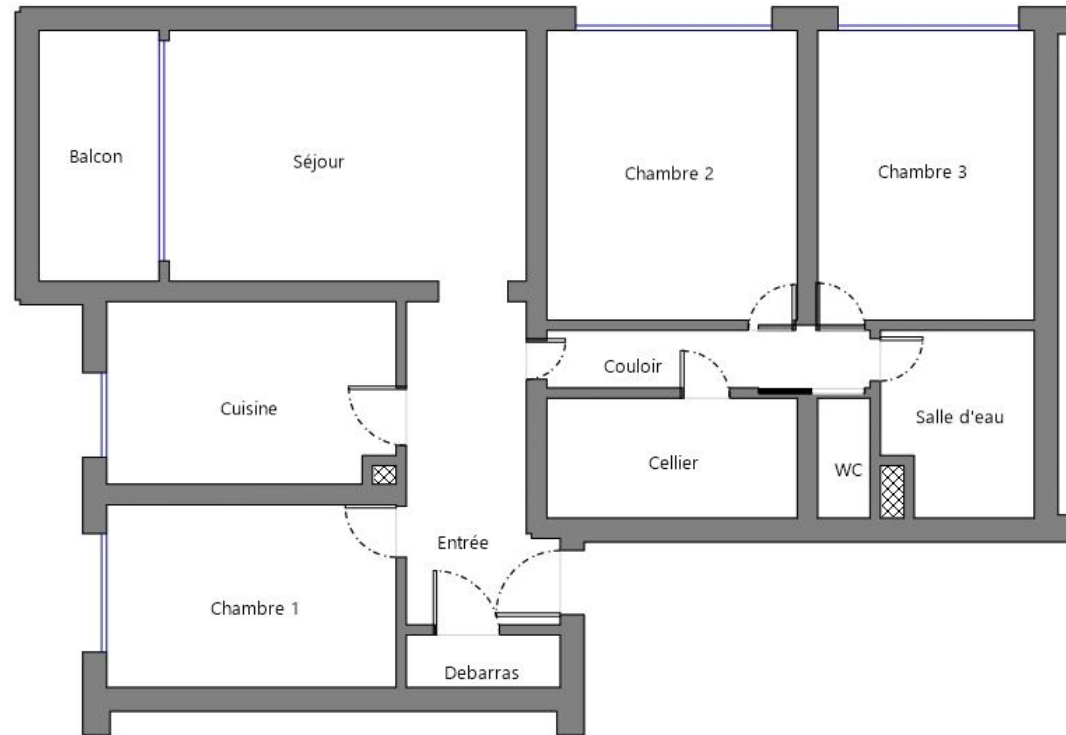 Balcon
Séjour
Chambre 2
Chambre 3
Couloir
Cuisine
Salle d'eau
Cellier
WC
Entrée
Chambre 1
Debarras